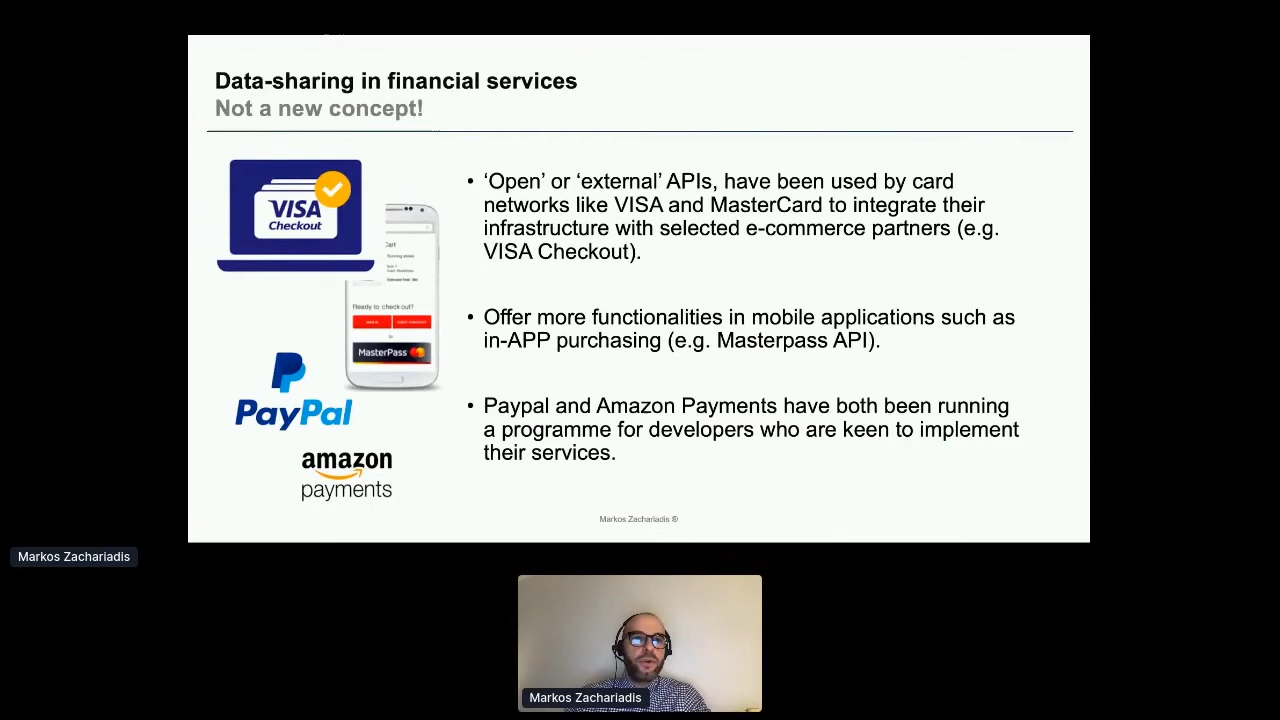 Data-sharing in financial services
Not a new concept!
VISA
Checkout
Cart
Ready to check out?
MasterPass
PayPal
amazon
payments
• ‘Open’ or ‘external’ APIs, have been used by card
networks like VISA and MasterCard to integrate their
infrastructure with selected e-commerce partners (e.g.
VISA Checkout).
• Offer more functionalities in mobile applications such as
in-APP purchasing (e.g. Masterpass API).
• Paypal and Amazon Payments have both been running
a programme for developers who are keen to implement
their services.
Markos Zachariadis ®
Markos Zachariadis
Markos Zachariadis